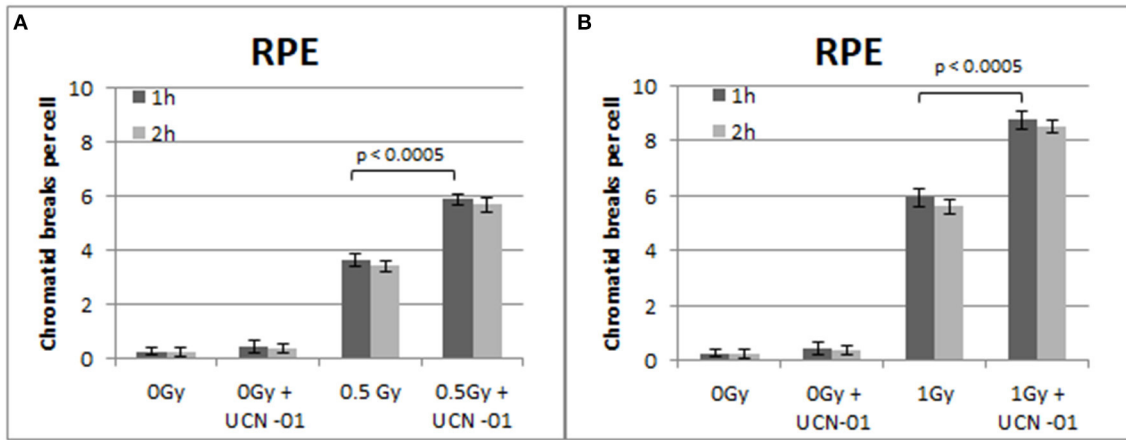 A
RPE
Chromatid breaks per cell
10
8
6
4
2
0
1h
2h
p < 0.0005
0Gy
0Gy +
UCN -01
0.5 Gy
0.5Gy +
UCN -01
B
RPE
Chromatid breaks per cell
10
8
6
4
2
0
1h
2h
p < 0.0005
0Gy
0Gy +
UCN-01
1Gy
1Gy +
UCN -01